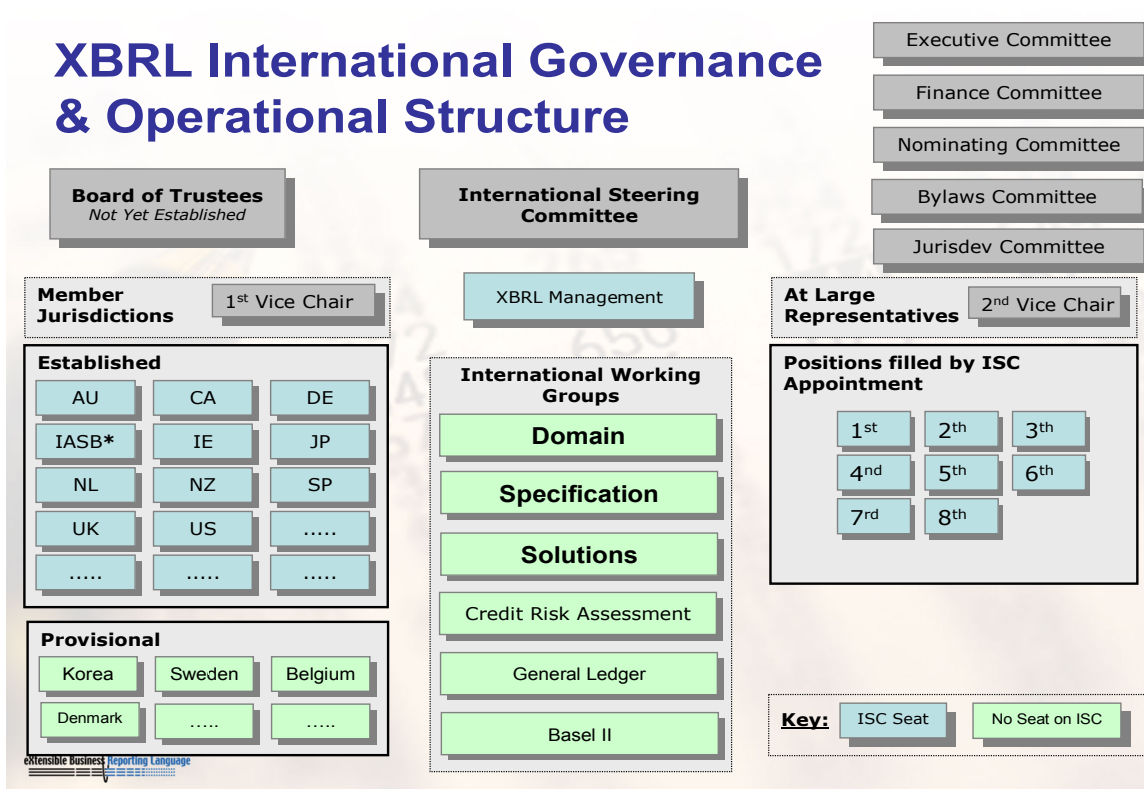 XBRL International Governance
& Operational Structure
Executive Committee
Finance Committee
Nominating Committee
Bylaws Committee
Jurisdev Committee
Board of Trustees
Not Yet Established
International Steering
Committee
Member
Jurisdictions
1st Vice Chair
XBRL Management
At Large
Representatives
2nd Vice Chair
Established
AU CA DE
IASB* IE JP
NL NZ SP
UK US .....
..... ..... .....
Provisional
Korea Sweden Belgium
Denmark ..... .....
International Working
Groups
Domain
Specification
Solutions
Credit Risk Assessment
General Ledger
Basel II
Positions filled by ISC
Appointment
1st 2th 3th
4nd 5th 6th
7rd 8th
Key: ISC Seat No Seat on ISC
eXtensible Business Reporting Language